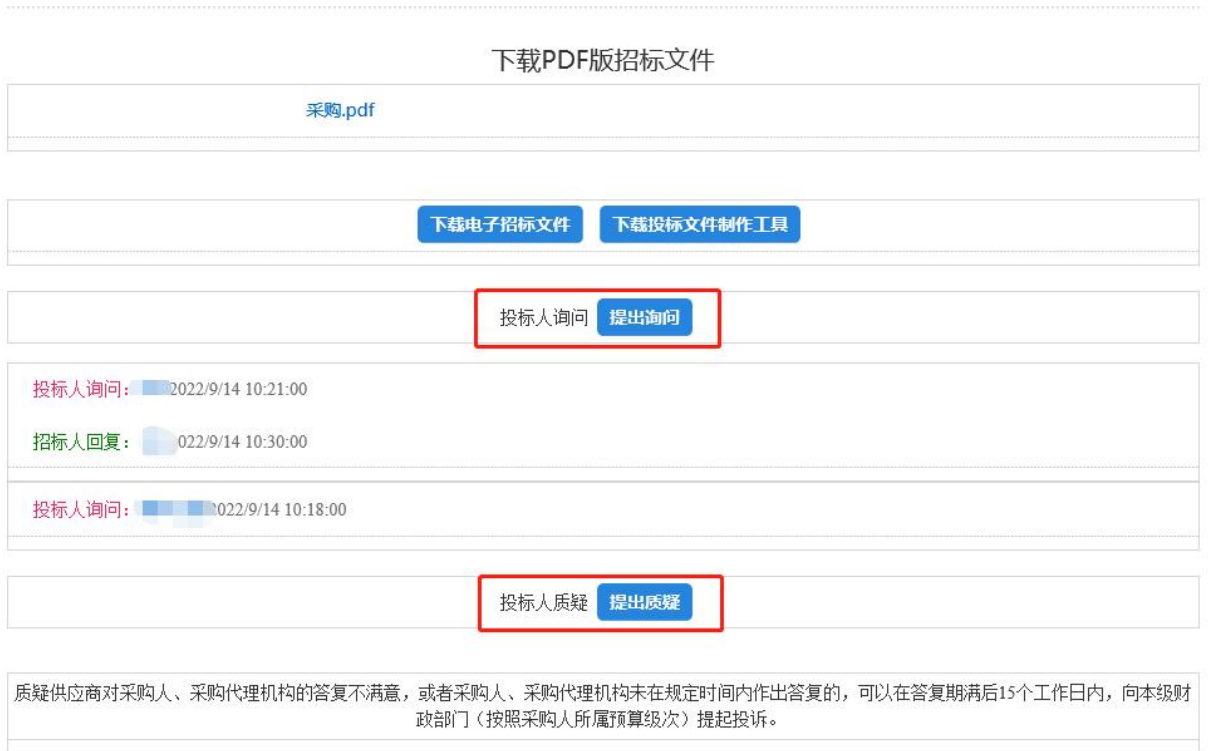 下载PDF版招标文件
采购.pdf
下载电子招标文件 下载投标文件制作工具
投标人询问 提出询问
投标人询问: 2022/9/14 10:21:00
招标人回复: 022/9/14 10:30:00
投标人询问: 022/9/14 10:18:00
投标人质疑 提出质疑
质疑供应商对采购人、采购代理机构的答复不满意，或者采购人、采购代理机构未在规定时间内作出答复的，可以在答复期满后15个工作日内，向本级财
政部门（按照采购人所属预算级次）提起投诉。